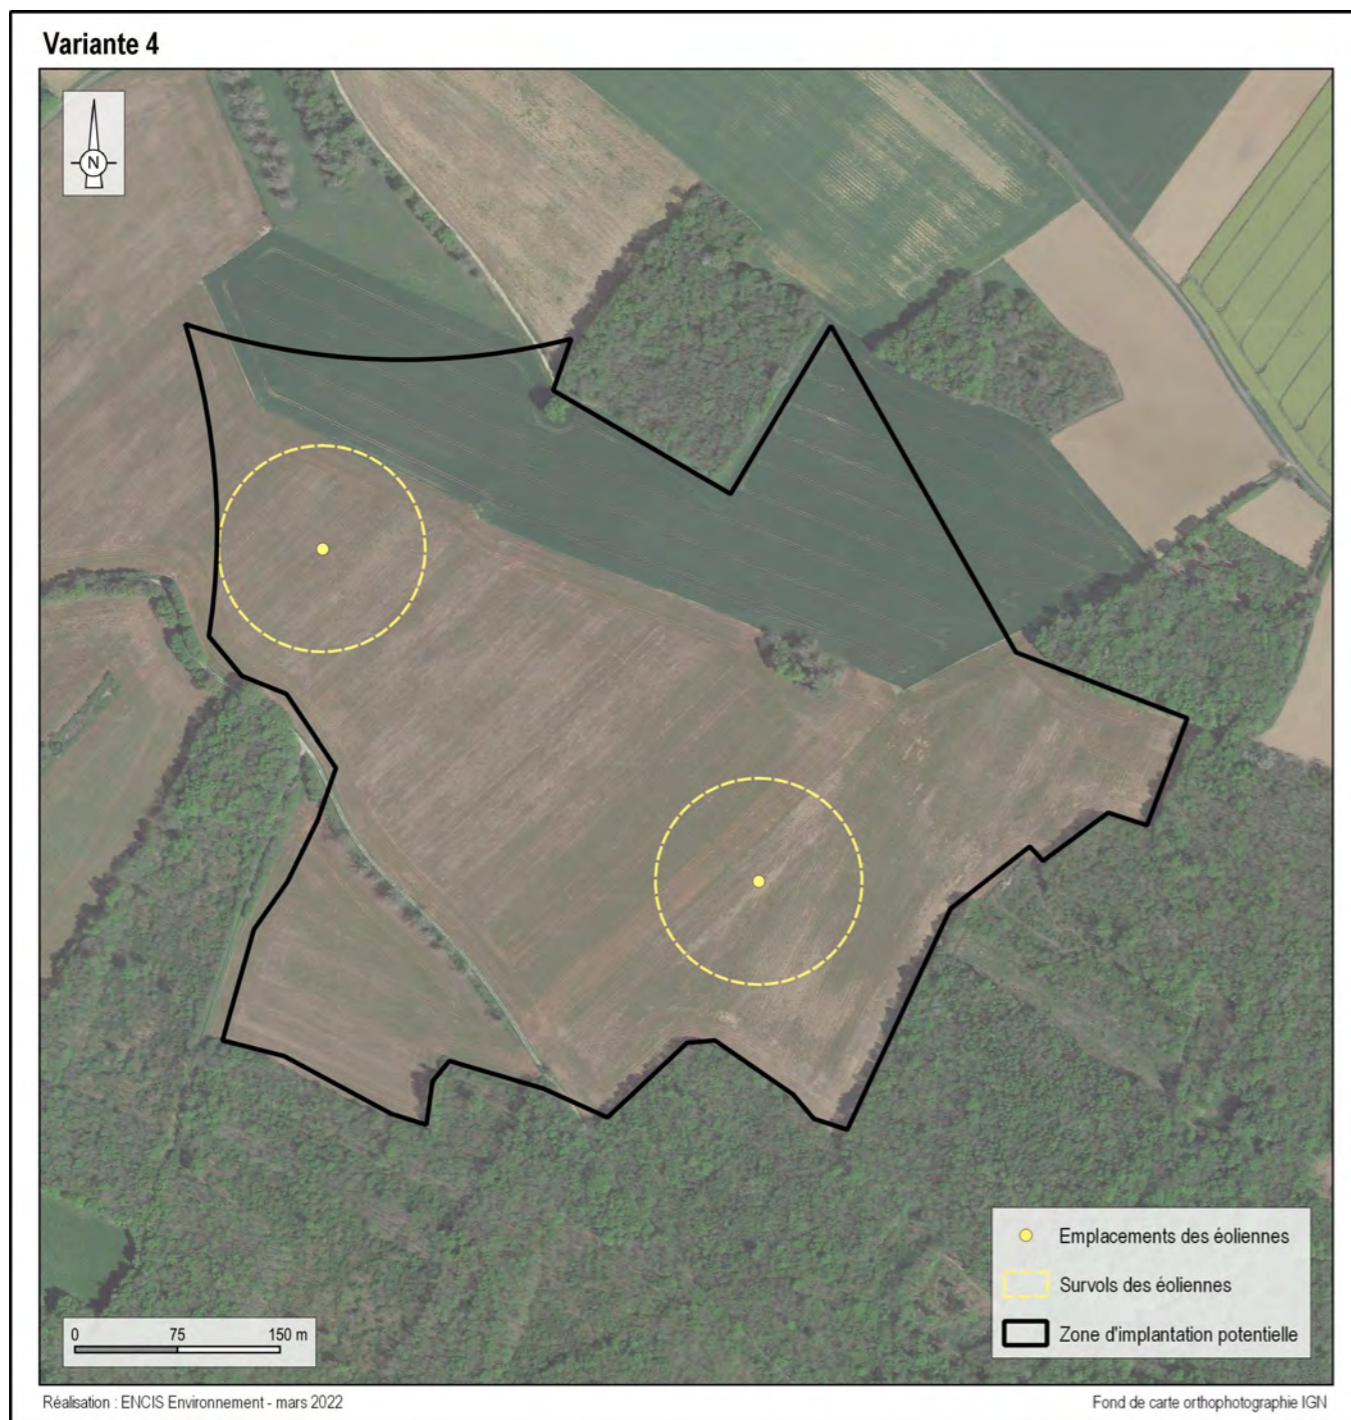 Variante 4
N
Emplacements des éoliennes
Survols des éoliennes
Zone d'implantation potentielle
0 75 150 m
Réalisation : ENCIS Environnement - mars 2022
Fond de carte orthophotographie IGN